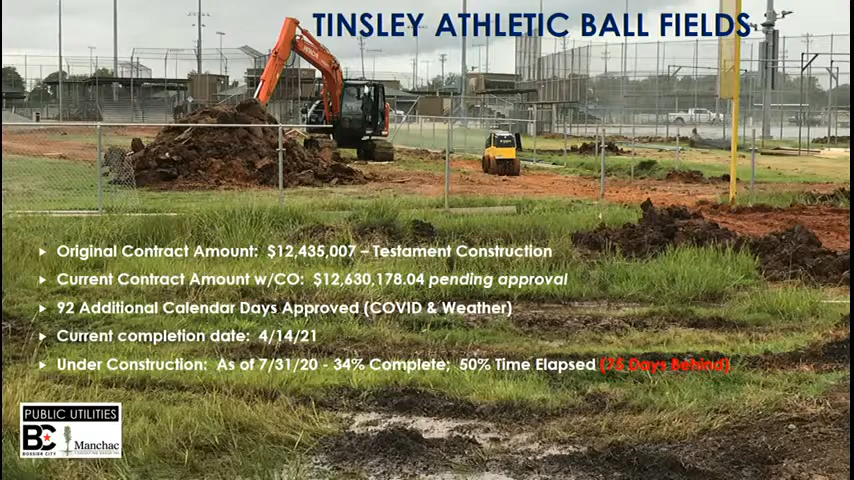 TINSLEY ATHLETIC BALL FIELDS
Original Contract Amount: $12,435,007 – Testament Construction
Current Contract Amount w/CO: $12,630,178.04 pending approval
92 Additional Calendar Days Approved (COVID & Weather)
Current completion date: 4/14/21
Under Construction: As of 7/31/20 - 34% Complete; 50% Time Elapsed (75 Days Behind)
PUBLIC UTILITIES
BC
BOSSIER CITY
Manchac